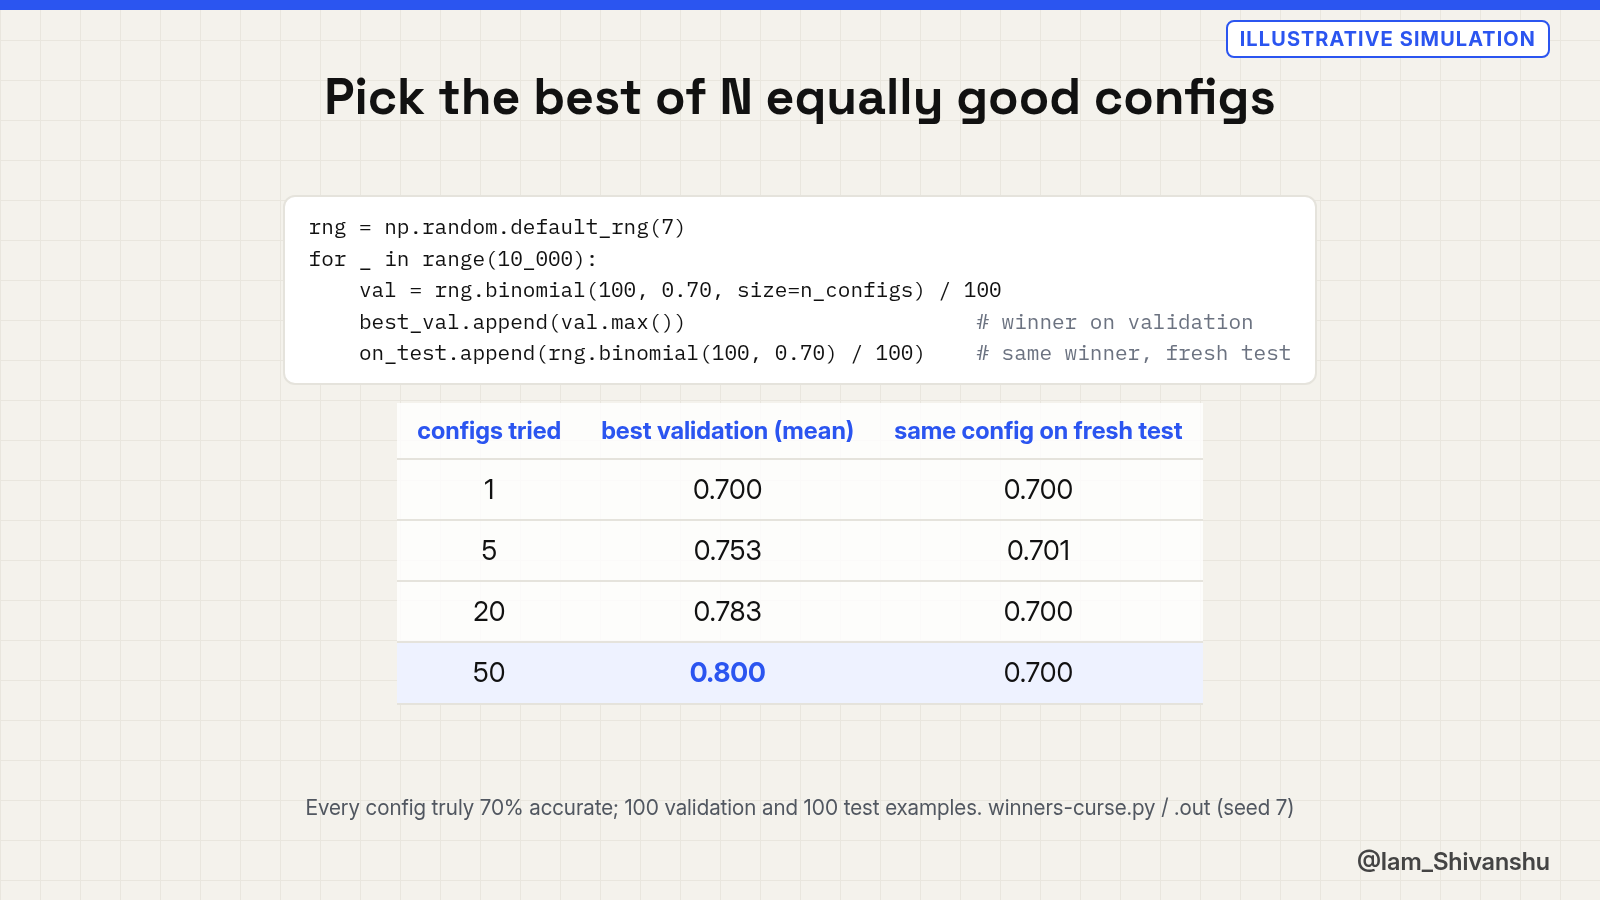 ILLUSTRATIVE SIMULATION
Pick the best of N equally good configs
rng = np.random.default_rng(7)
for _ in range(10_000):
    val = rng.binomial(100, 0.70, size=n_configs) / 100
    best_val.append(val.max())                       # winner on validation
    on_test.append(rng.binomial(100, 0.70) / 100)    # same winner, fresh test
configs tried best validation (mean) same config on fresh test
1 0.700 0.700
5 0.753 0.701
20 0.783 0.700
50 0.800 0.700
Every config truly 70% accurate; 100 validation and 100 test examples. winners-curse.py / .out (seed 7)
@Iam_Shivanshu